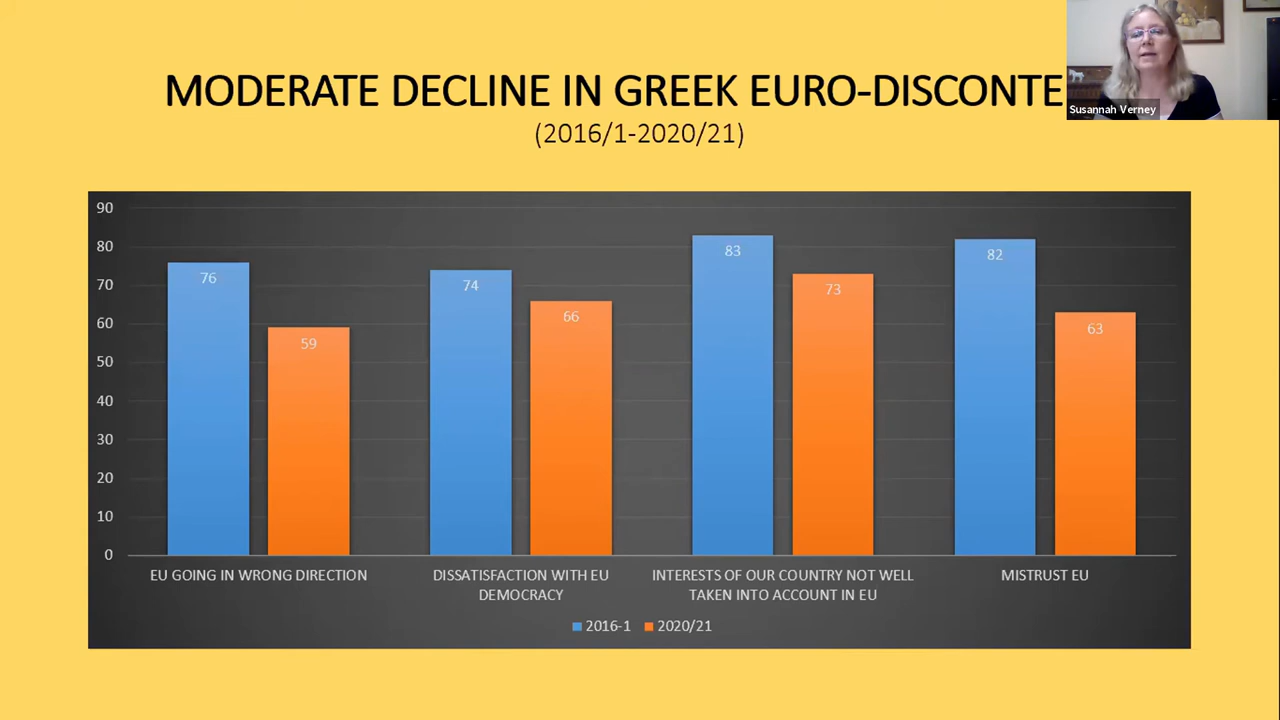 MODERATE DECLINE IN GREEK EURO-DISCONTE
(2016/1-2020/21)
Susannah Verney
90
80
70
60
50
40
30
20
10
0
76
59
74
66
83
73
82
63
EU GOING IN WRONG DIRECTION
DISSATISFACTION WITH EU
DEMOCRACY
INTERESTS OF OUR COUNTRY NOT WELL
TAKEN INTO ACCOUNT IN EU
MISTRUST EU
2016-1
2020/21